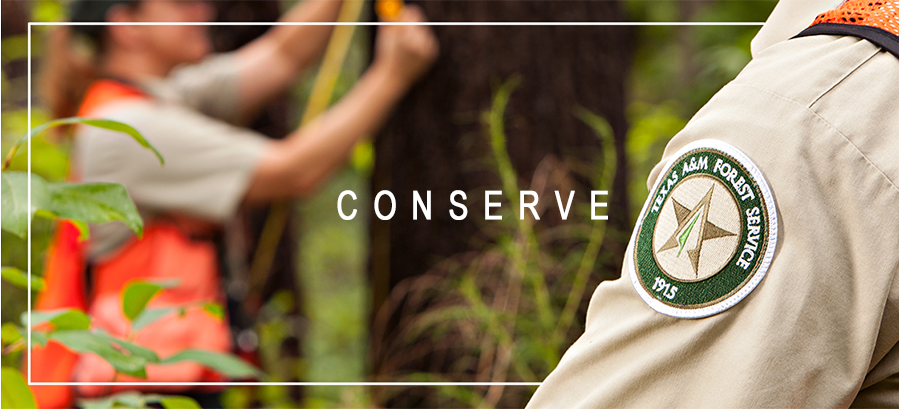 CONSERVE
TEXAS A&M FOREST SERVICE
1915